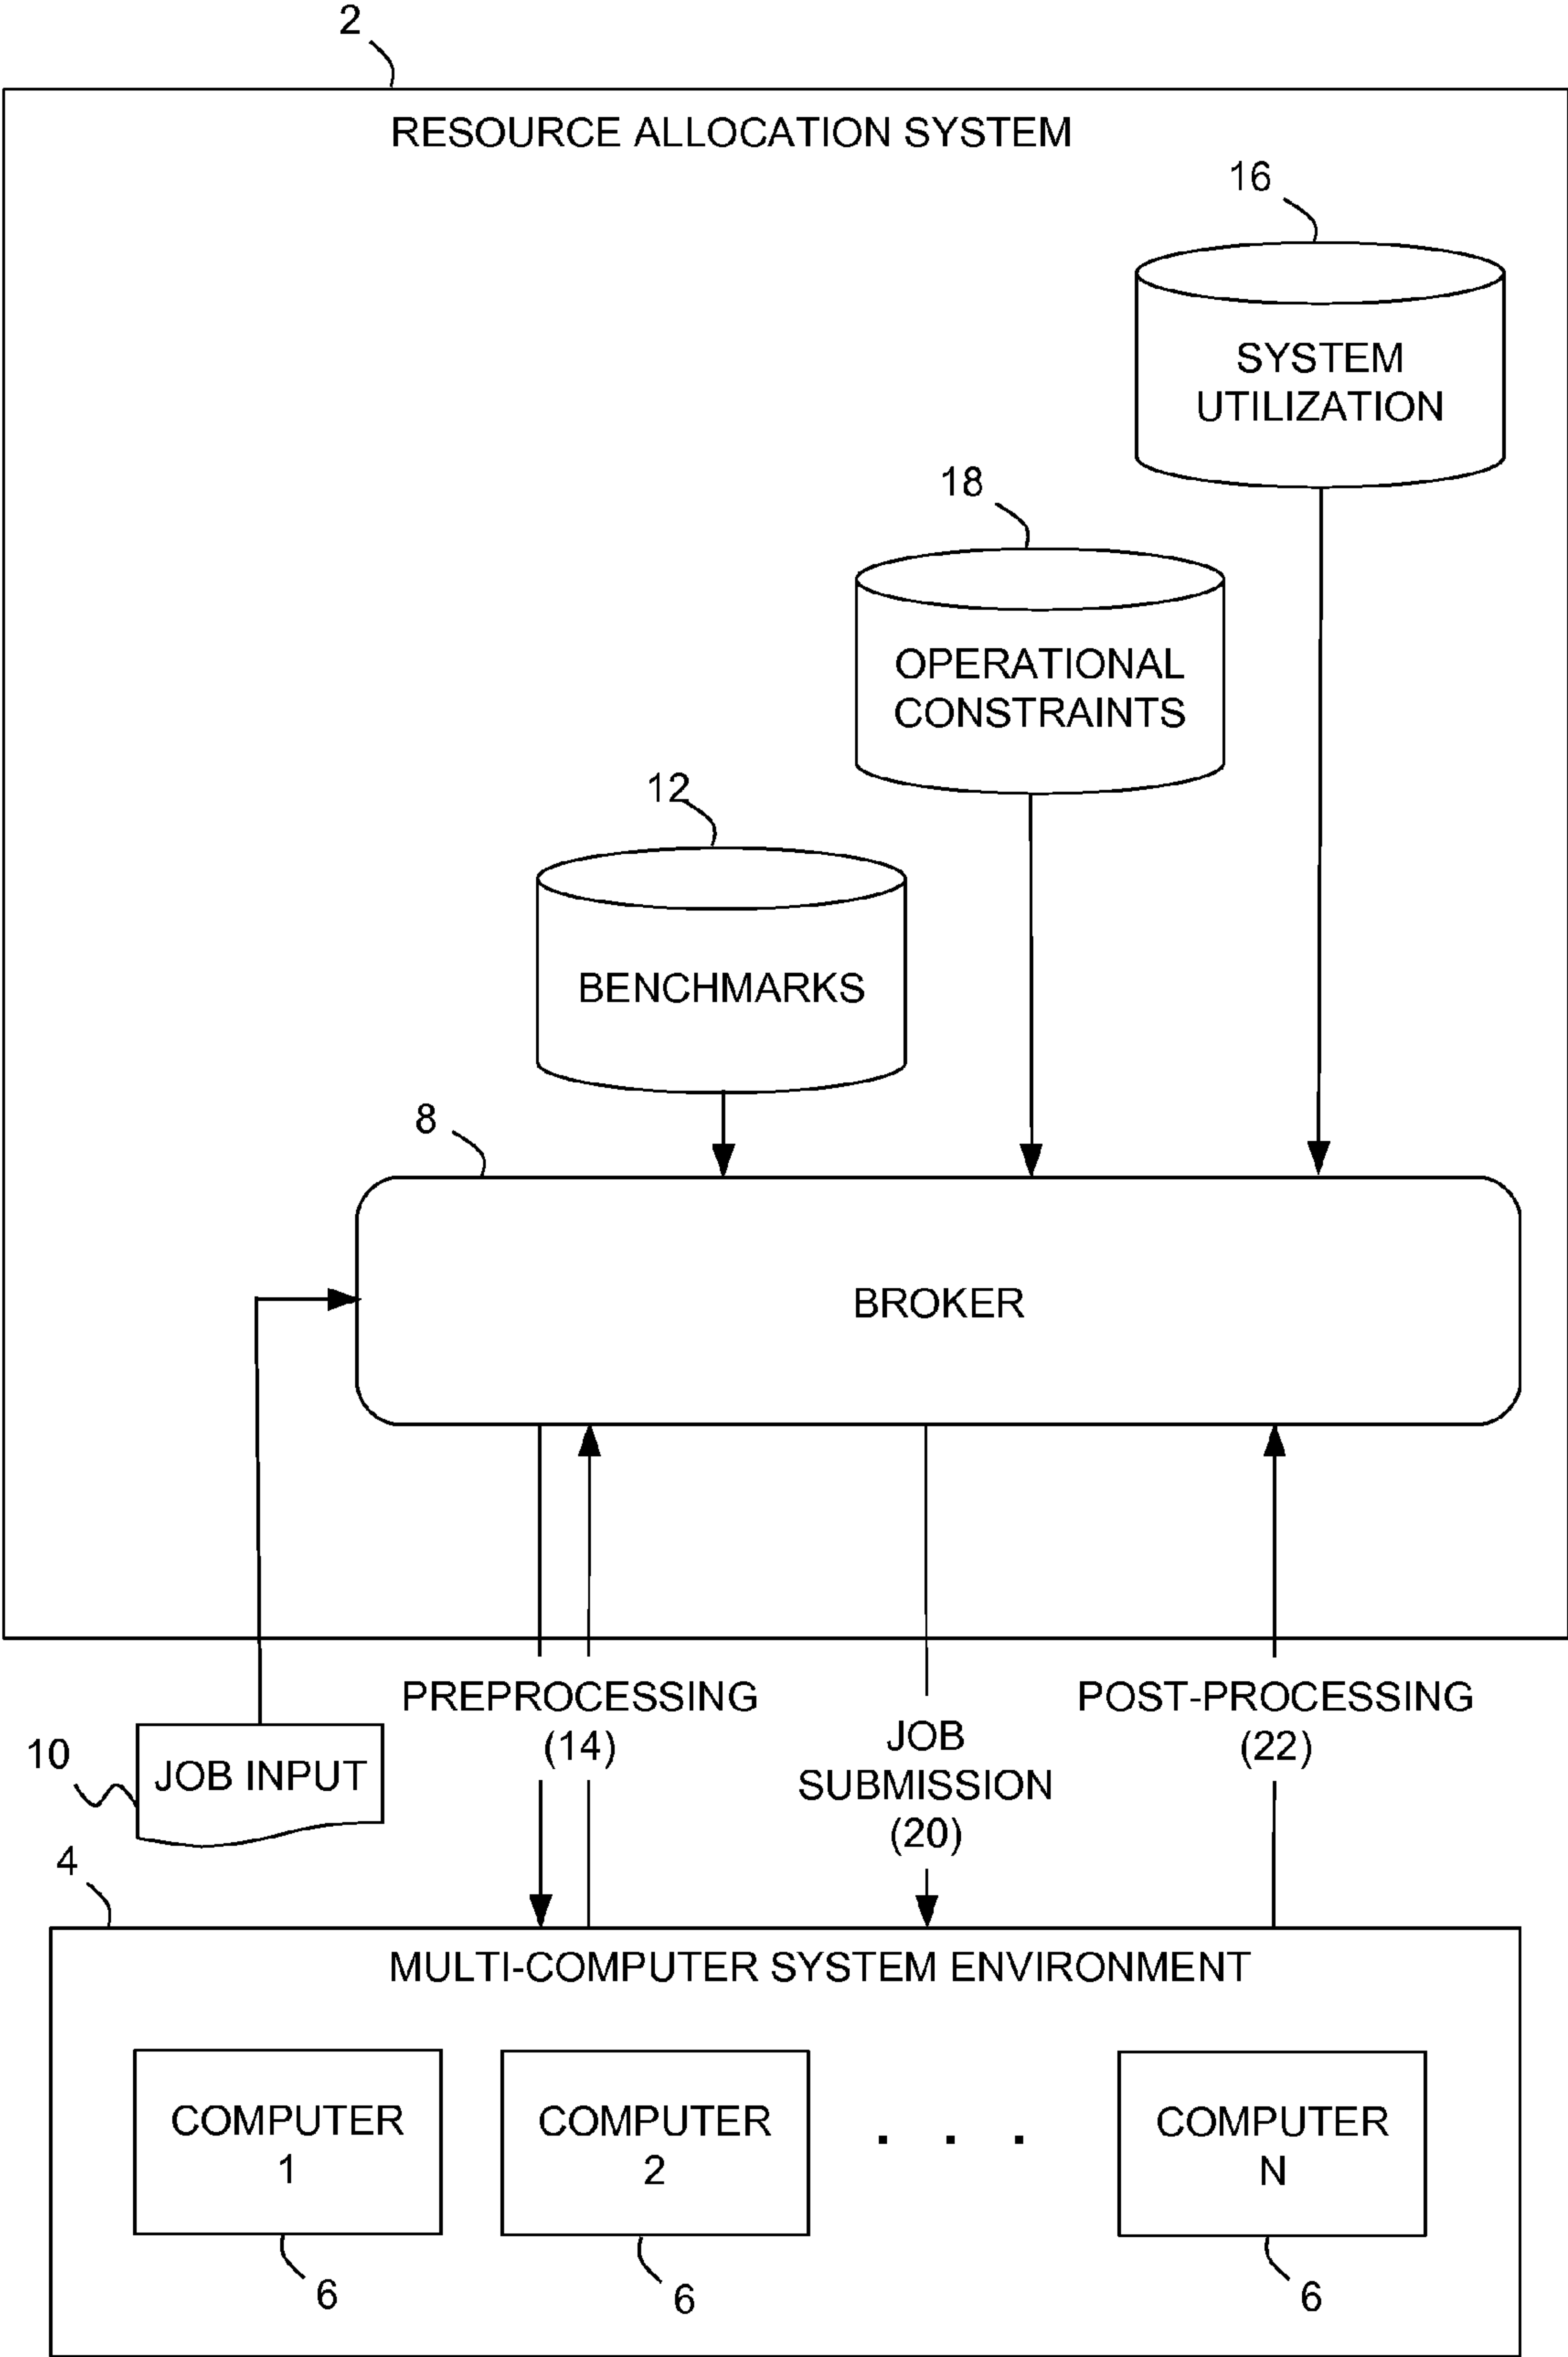 2
RESOURCE ALLOCATION SYSTEM
16
SYSTEM
UTILIZATION
18
OPERATIONAL
CONSTRAINTS
12
BENCHMARKS
8
BROKER
PREPROCESSING
(14)
JOB
SUBMISSION
(20)
POST-PROCESSING
(22)
10
JOB INPUT
4
MULTI-COMPUTER SYSTEM ENVIRONMENT
COMPUTER
1
COMPUTER
2
. . .
COMPUTER
N
6
6
6